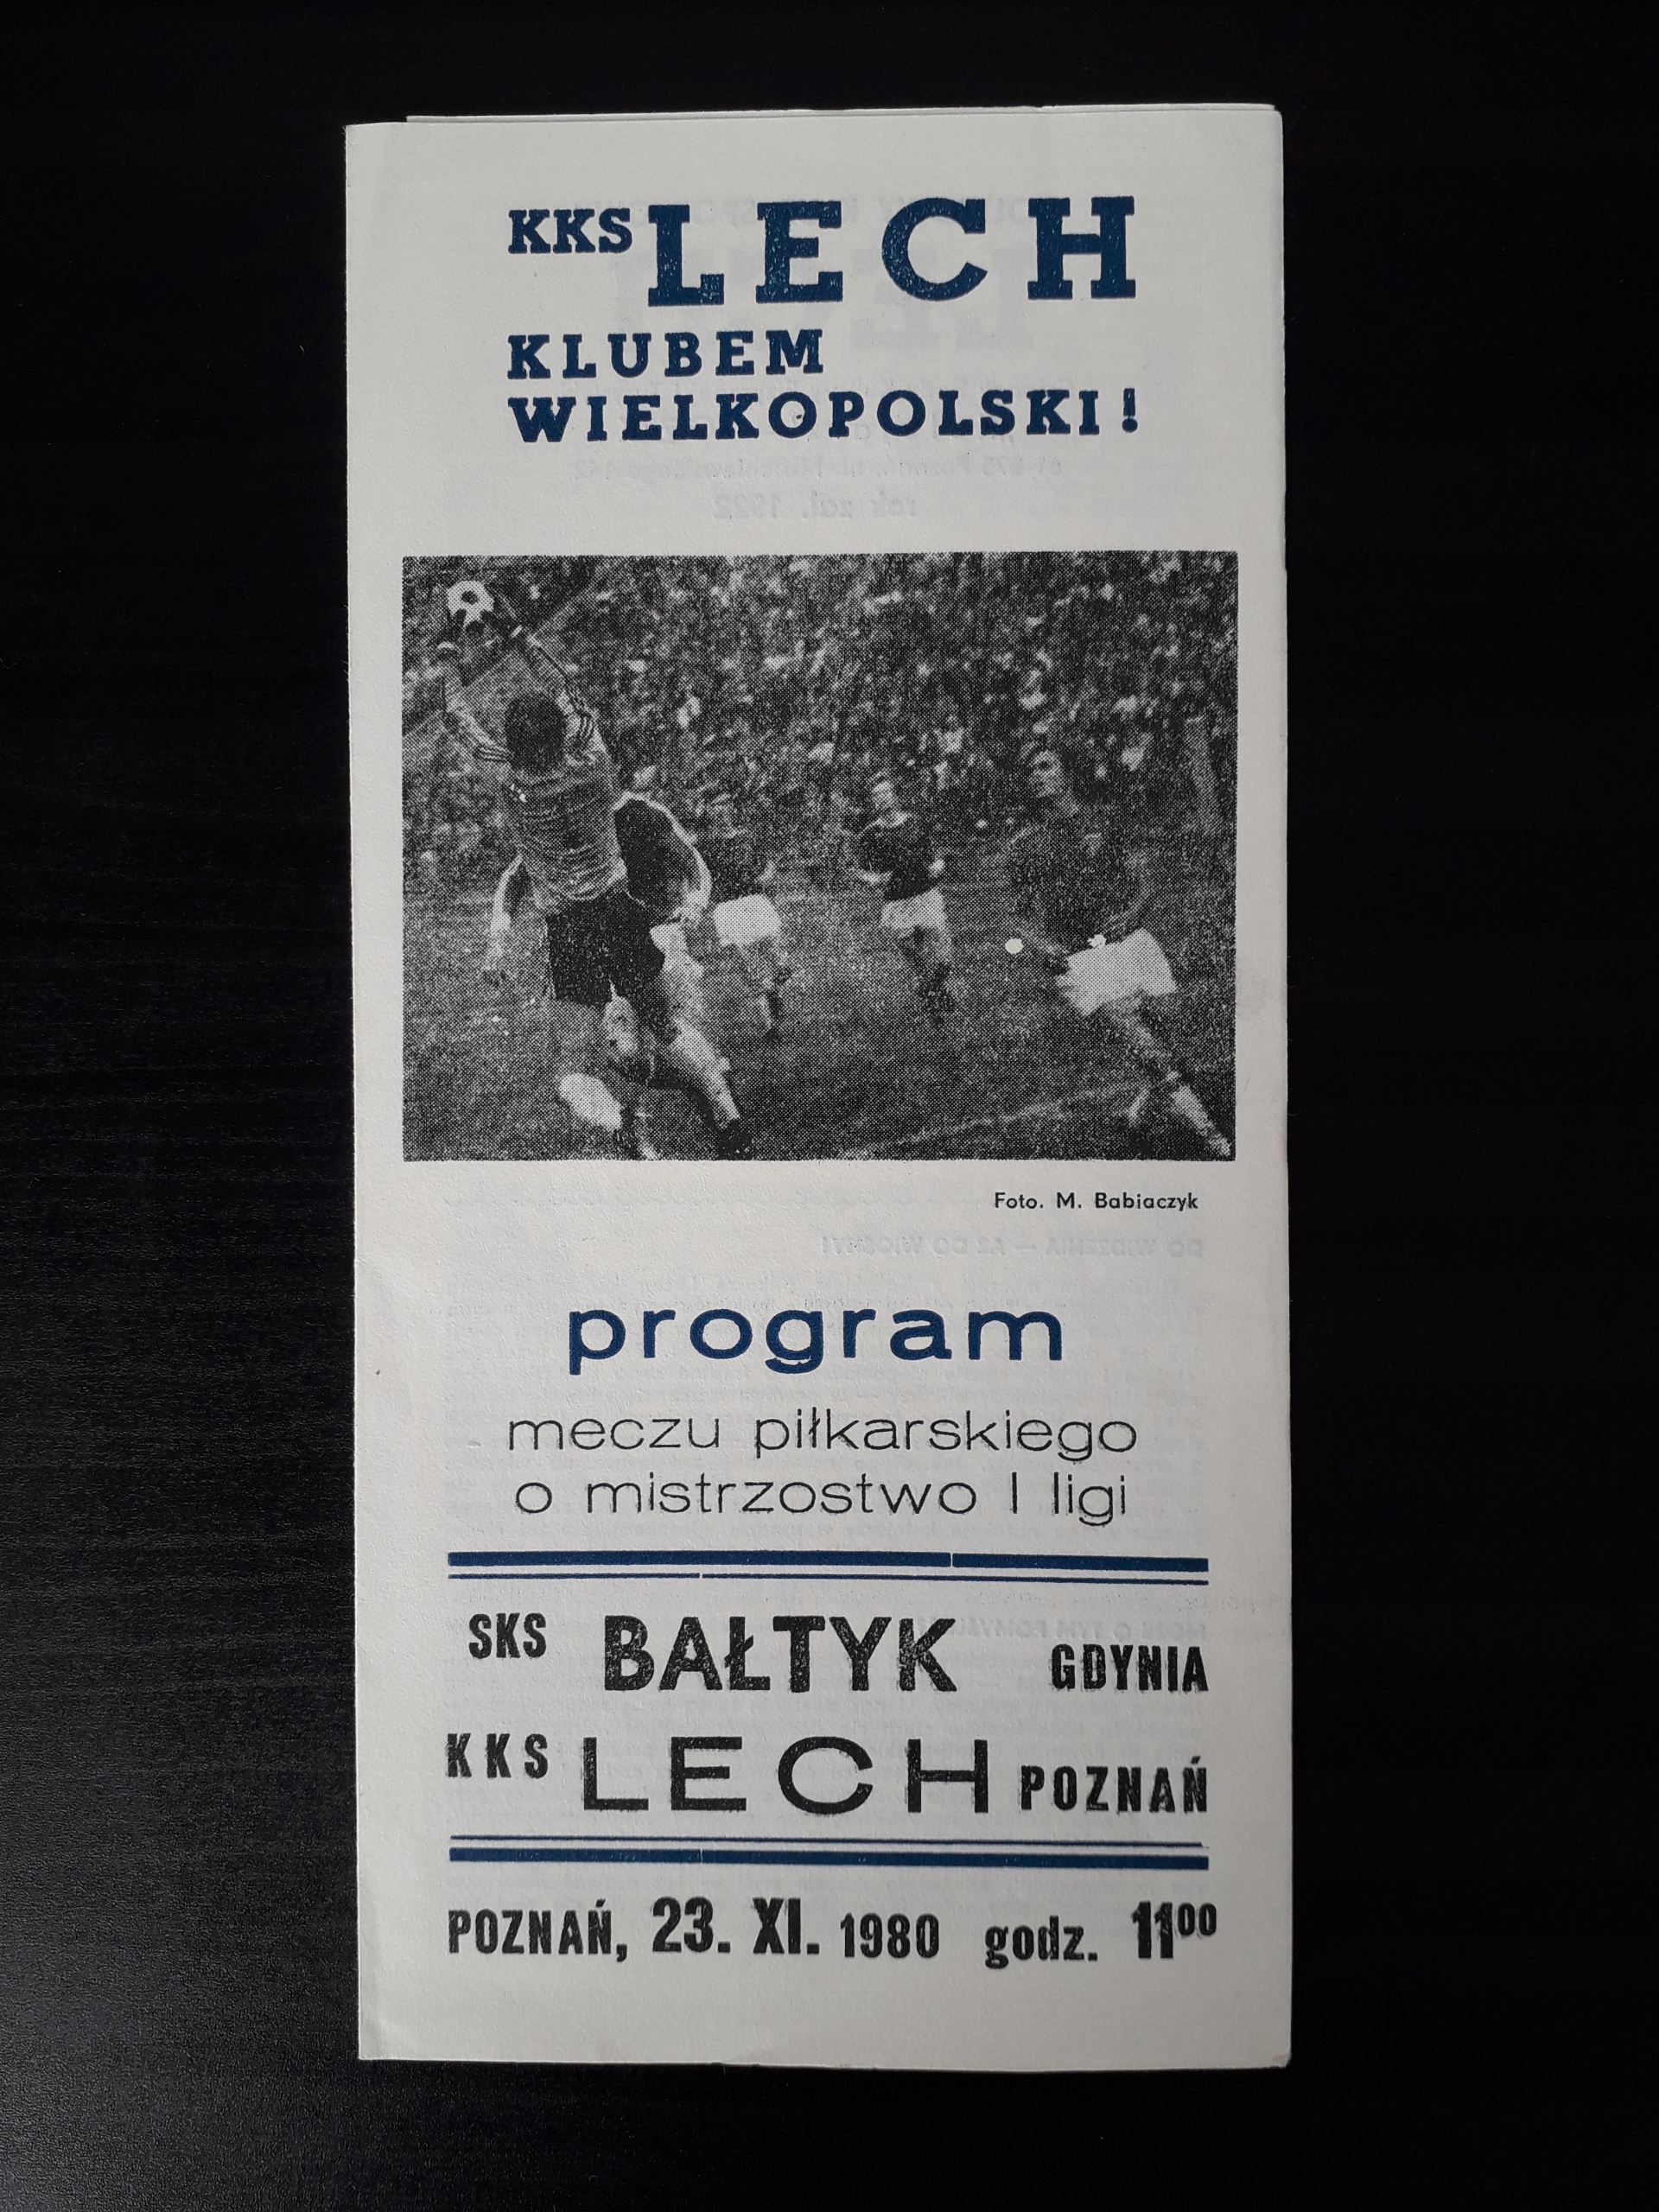 KKS LECH
KLUBEM
WIELKOPOLSKI!
Foto. M. Babiaczyk
program
meczu piłkarskiego
o mistrzostwo I ligi
SKS BAŁTYK GDYNIA
KKS LECH POZNAŃ
POZNAŃ, 23. XI. 1980 godz. 11⁰⁰